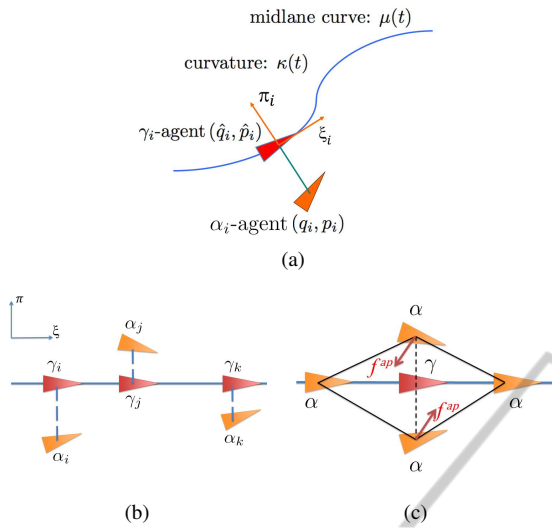 midlane curve: μ(t)
curvature: κ(t)
π_i
γ_i-agent (q̂_i, p̂_i)
ξ_i
α_i-agent (q_i, p_i)
(a)
π
ξ
α_j
α
γ_i
γ_k
f^{ap}
γ
γ_j
α
α
f^{ap}
α_i
α_k
α
(b)
(c)